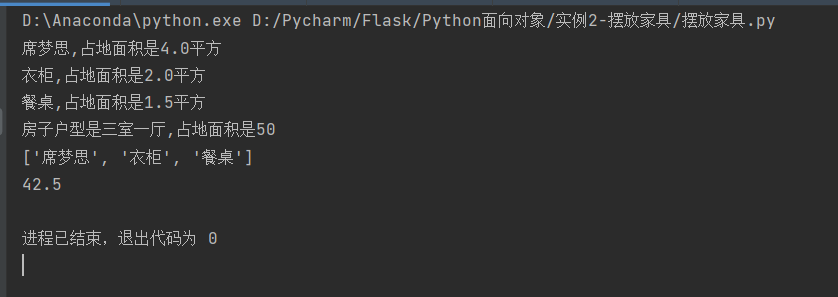 D:\Anaconda\python.exe D:/Pycharm/Flask/Python面向对象/实例2-摆放家具/摆放家具.py
席梦思,占地面积是4.0平方
衣柜,占地面积是2.0平方
餐桌,占地面积是1.5平方
房子户型是三室一厅,占地面积是50
['席梦思', '衣柜', '餐桌']
42.5
进程已结束，退出代码为 0